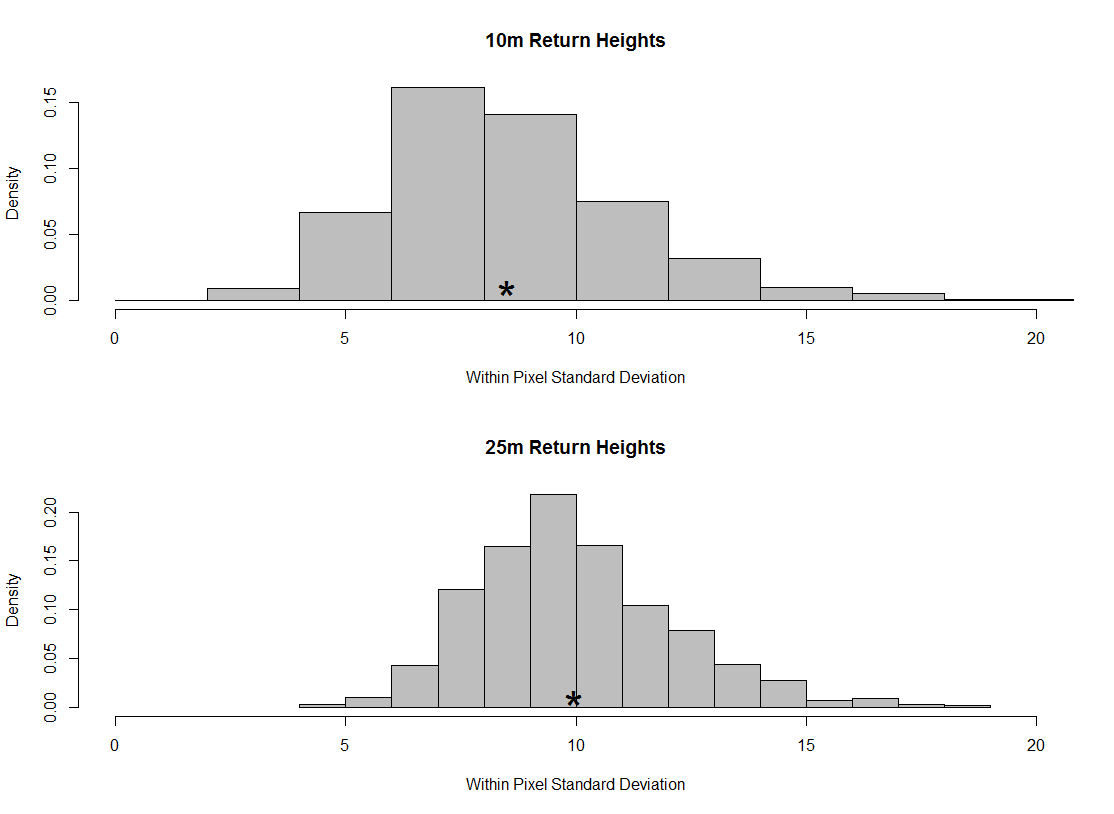 10m Return Heights
Density
0.00 0.05 0.10 0.15
*
0 5 10 15 20
Within Pixel Standard Deviation
25m Return Heights
Density
0.00 0.05 0.10 0.15 0.20
*
0 5 10 15 20
Within Pixel Standard Deviation